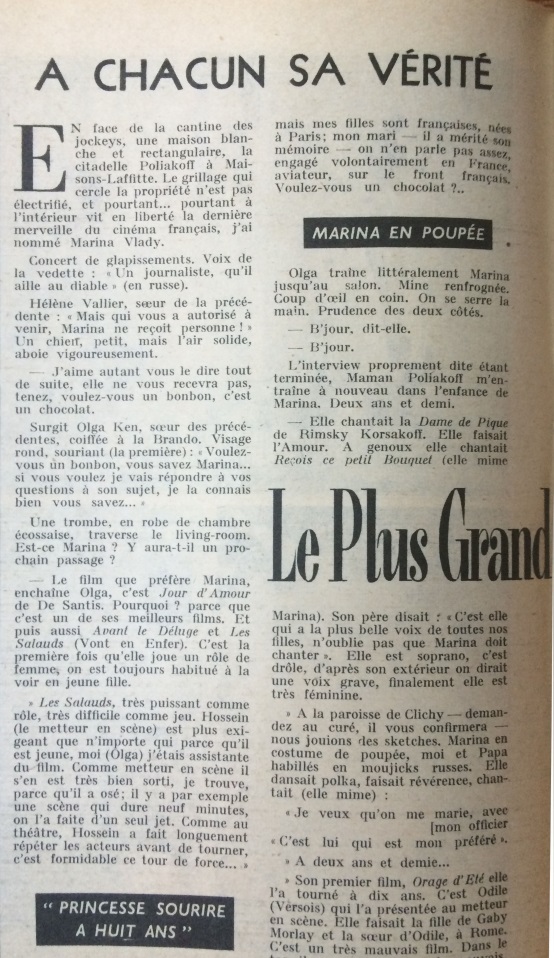 A CHACUN SA VÉRITÉ
EN face de la cantine des
jockeys, une maison blan-
che et rectangulaire, la
citadelle Poliakoff à Mai-
sons-Laffitte. Le grillage qui
cercle la propriété n'est pas
électrifié, et pourtant... pourtant à
l'intérieur vit en liberté la dernière
merveille du cinéma français, j'ai
nommé Marina Vlady.
Concert de glapissements. Voix de
la vedette : « Un journaliste, qu'il
aille au diable » (en russe).
Hélène Vallier, sœur de la précé-
dente : « Mais qui vous a autorisé à
venir, Marina ne reçoit personne ! »
Un chien, petit, mais l'air solide,
aboie vigoureusement.
— J'aime autant vous le dire tout
de suite, elle ne vous recevra pas,
tenez, voulez-vous un bonbon, c'est
un chocolat.
Surgit Olga Ken, sœur des précé-
dentes, coiffée à la Brando. Visage
rond, souriant (la première) : « Voulez-
vous un bonbon, vous savez Marina...
si vous voulez je vais répondre à vos
questions à son sujet, je la connais
bien vous savez... »
Une trombe, en robe de chambre
écossaise, traverse le living-room.
Est-ce Marina ? Y aura-t-il un pro-
chain passage ?
— Le film que préfère Marina,
enchaîne Olga, c'est Jour d'Amour
de De Santis. Pourquoi ? parce que
c'est un de ses meilleurs films. Et
puis aussi Avant le Déluge et Les
Salauds (Vont en Enfer). C'est la
première fois qu'elle joue un rôle de
femme, on est toujours habitué à la
voir en jeune fille.
» Les Salauds, très puissant comme
rôle, très difficile comme jeu. Hossein
(le metteur en scène) est plus exi-
geant que n'importe qui parce qu'il
est jeune, moi (Olga) j'étais assistante
du film. Comme metteur en scène il
s'en est très bien sorti, je trouve,
parce qu'il a osé ; il y a par exemple
une scène qui dure neuf minutes,
on l'a faite d'un seul jet. Comme au
théâtre, Hossein a fait longuement
répéter les acteurs avant de tourner,
c'est formidable ce tour de force... »
“ PRINCESSE SOURIRE
A HUIT ANS ”
mais mes filles sont françaises, nées
à Paris ; mon mari — il a mérité son
mémoire — on n'en parle pas assez,
engagé volontairement en France,
aviateur, sur le front français.
Voulez-vous un chocolat ?..
MARINA EN POUPÉE
Olga traîne littéralement Marina
jusqu'au salon. Mine renfrognée.
Coup d'œil en coin. On se serre la
main. Prudence des deux côtés.
— B'jour, dit-elle.
— B'jour.
L'interview proprement dite étant
terminée, Maman Poliakoff m'en-
traîne à nouveau dans l'enfance de
Marina. Deux ans et demi.
— Elle chantait la Dame de Pique
de Rimsky Korsakoff. Elle faisait
l'Amour. A genoux elle chantait
Reçois ce petit Bouquet (elle mime
Le Plus Grand
Marina). Son père disait : « C'est elle
qui a la plus belle voix de toutes nos
filles, n'oublie pas que Marina doit
chanter ». Elle est soprano, c'est
drôle, d'après son extérieur on dirait
une voix grave, finalement elle est
très féminine.
» A la paroisse de Clichy — deman-
dez au curé, il vous confirmera —
nous jouions des sketches. Marina en
costume de poupée, moi et Papa
habillés en moujicks russes. Elle
dansait polka, faisait révérence, chan-
tait (elle mime) :
« Je veux qu'on me marie, avec
[mon officier
« C'est lui qui est mon préféré ».
» A deux ans et demie...
» Son premier film, Orage d'Eté elle
l'a tourné à dix ans. C'est Odile
(Versois) qui l'a présentée au metteur
en scène. Elle faisait la fille de Gaby
Morlay et la sœur d'Odile, à Rome.
C'est un très mauvais film. Dans le